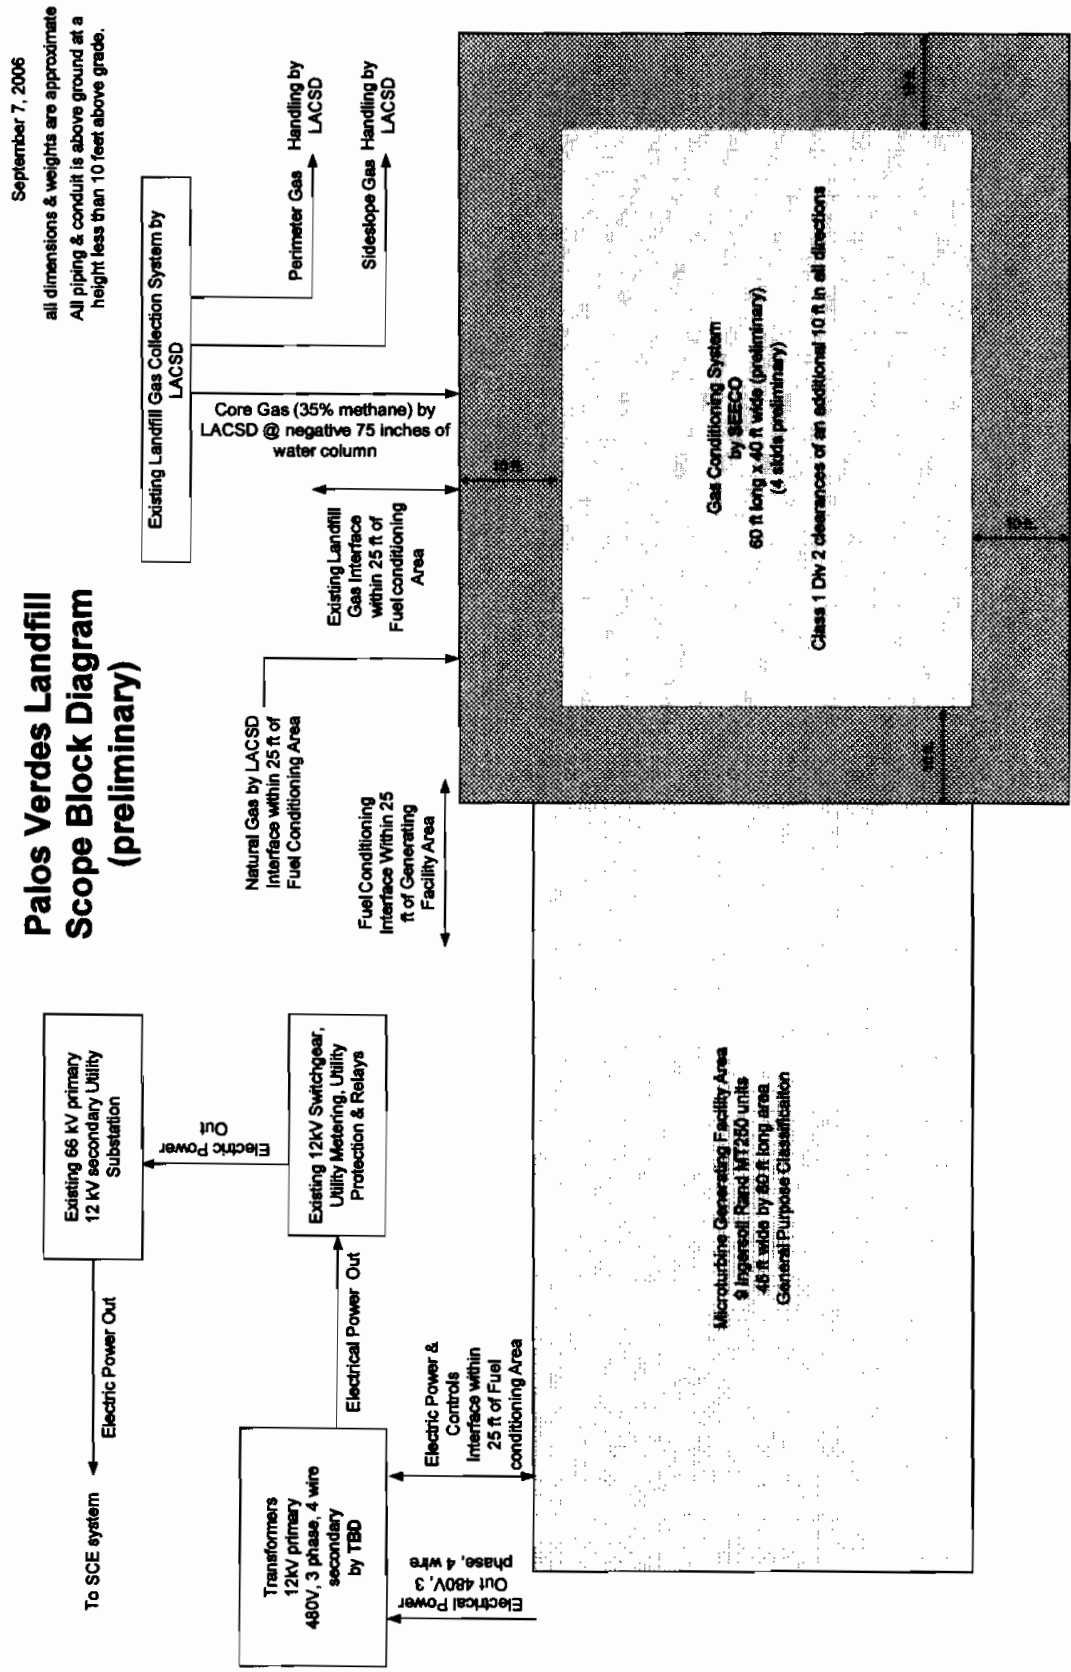 September 7, 2006
all dimensions & weights are approximate
All piping & conduit is above ground at a
height less than 10 feet above grade.
Palos Verdes Landfill
Scope Block Diagram
(preliminary)
To SCE system
Electric Power Out
Existing 66 kV primary
12 kV secondary Utility
Substation
Electric Power
Out
Existing 12kV Switchgear,
Utility Metering, Utility
Protection & Relays
Electrical Power Out
Transformers
12kV primary
480V, 3 phase, 4 wire
secondary
by TBD
Electrical Power
Out 480V, 3
phase, 4 wire
Electric Power &
Controls
Interface within
25 ft of Fuel
conditioning Area
Existing Landfill Gas Collection System by
LACSD
Perimeter Gas
Handling by
LACSD
Sideslope Gas
Handling by
LACSD
Core Gas (35% methane) by
LACSD @ negative 75 inches of
water column
Existing Landfill
Gas Interface
within 25 ft of
Fuel conditioning
Area
Natural Gas by LACSD
Interface within 25 ft of
Fuel Conditioning Area
Fuel Conditioning
Interface Within 25
ft of Generating
Facility Area
Microturbine Generating Facility Area
9 Ingersoll Rand MT250 units
48 ft wide by 80 ft long area
General Purpose Classificaiton
Gas Conditioning System
by SEECO
60 ft long x 40 ft wide (preliminary)
(4 skids preliminary)
Class 1 Div 2 clearances of an additional 10 ft in all directions
10 ft.
10 ft.
10 ft.
10 ft.